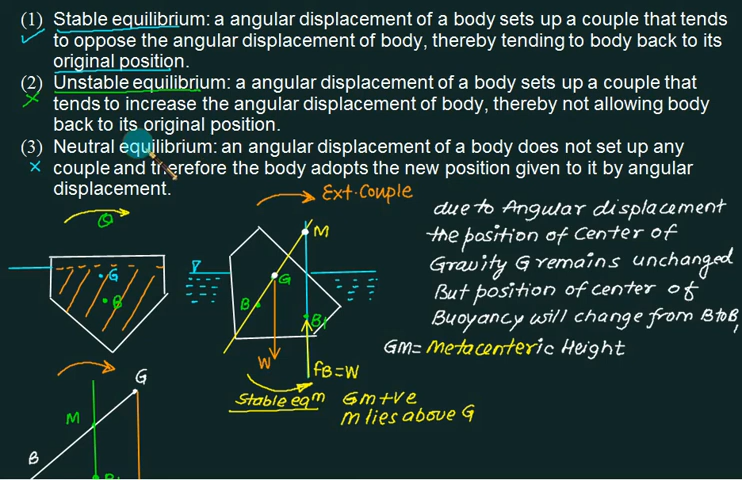 (1) Stable equilibrium: a angular displacement of a body sets up a couple that tends
to oppose the angular displacement of body, thereby tending to body back to its
original position.
(2) Unstable equilibrium: a angular displacement of a body sets up a couple that
tends to increase the angular displacement of body, thereby not allowing body
back to its original position.
(3) Neutral equilibrium: an angular displacement of a body does not set up any
couple and therefore the body adopts the new position given to it by angular
displacement.
Ext. Couple
θ
G
B
M
G
B
B1
W
FB=W
Stable eqm GM +ve
M lies above G
due to Angular displacement
the position of Center of
Gravity G remains unchanged
But position of center of
Buoyancy will change from B to B1
GM = Metacenteric Height
G
M
B
B1